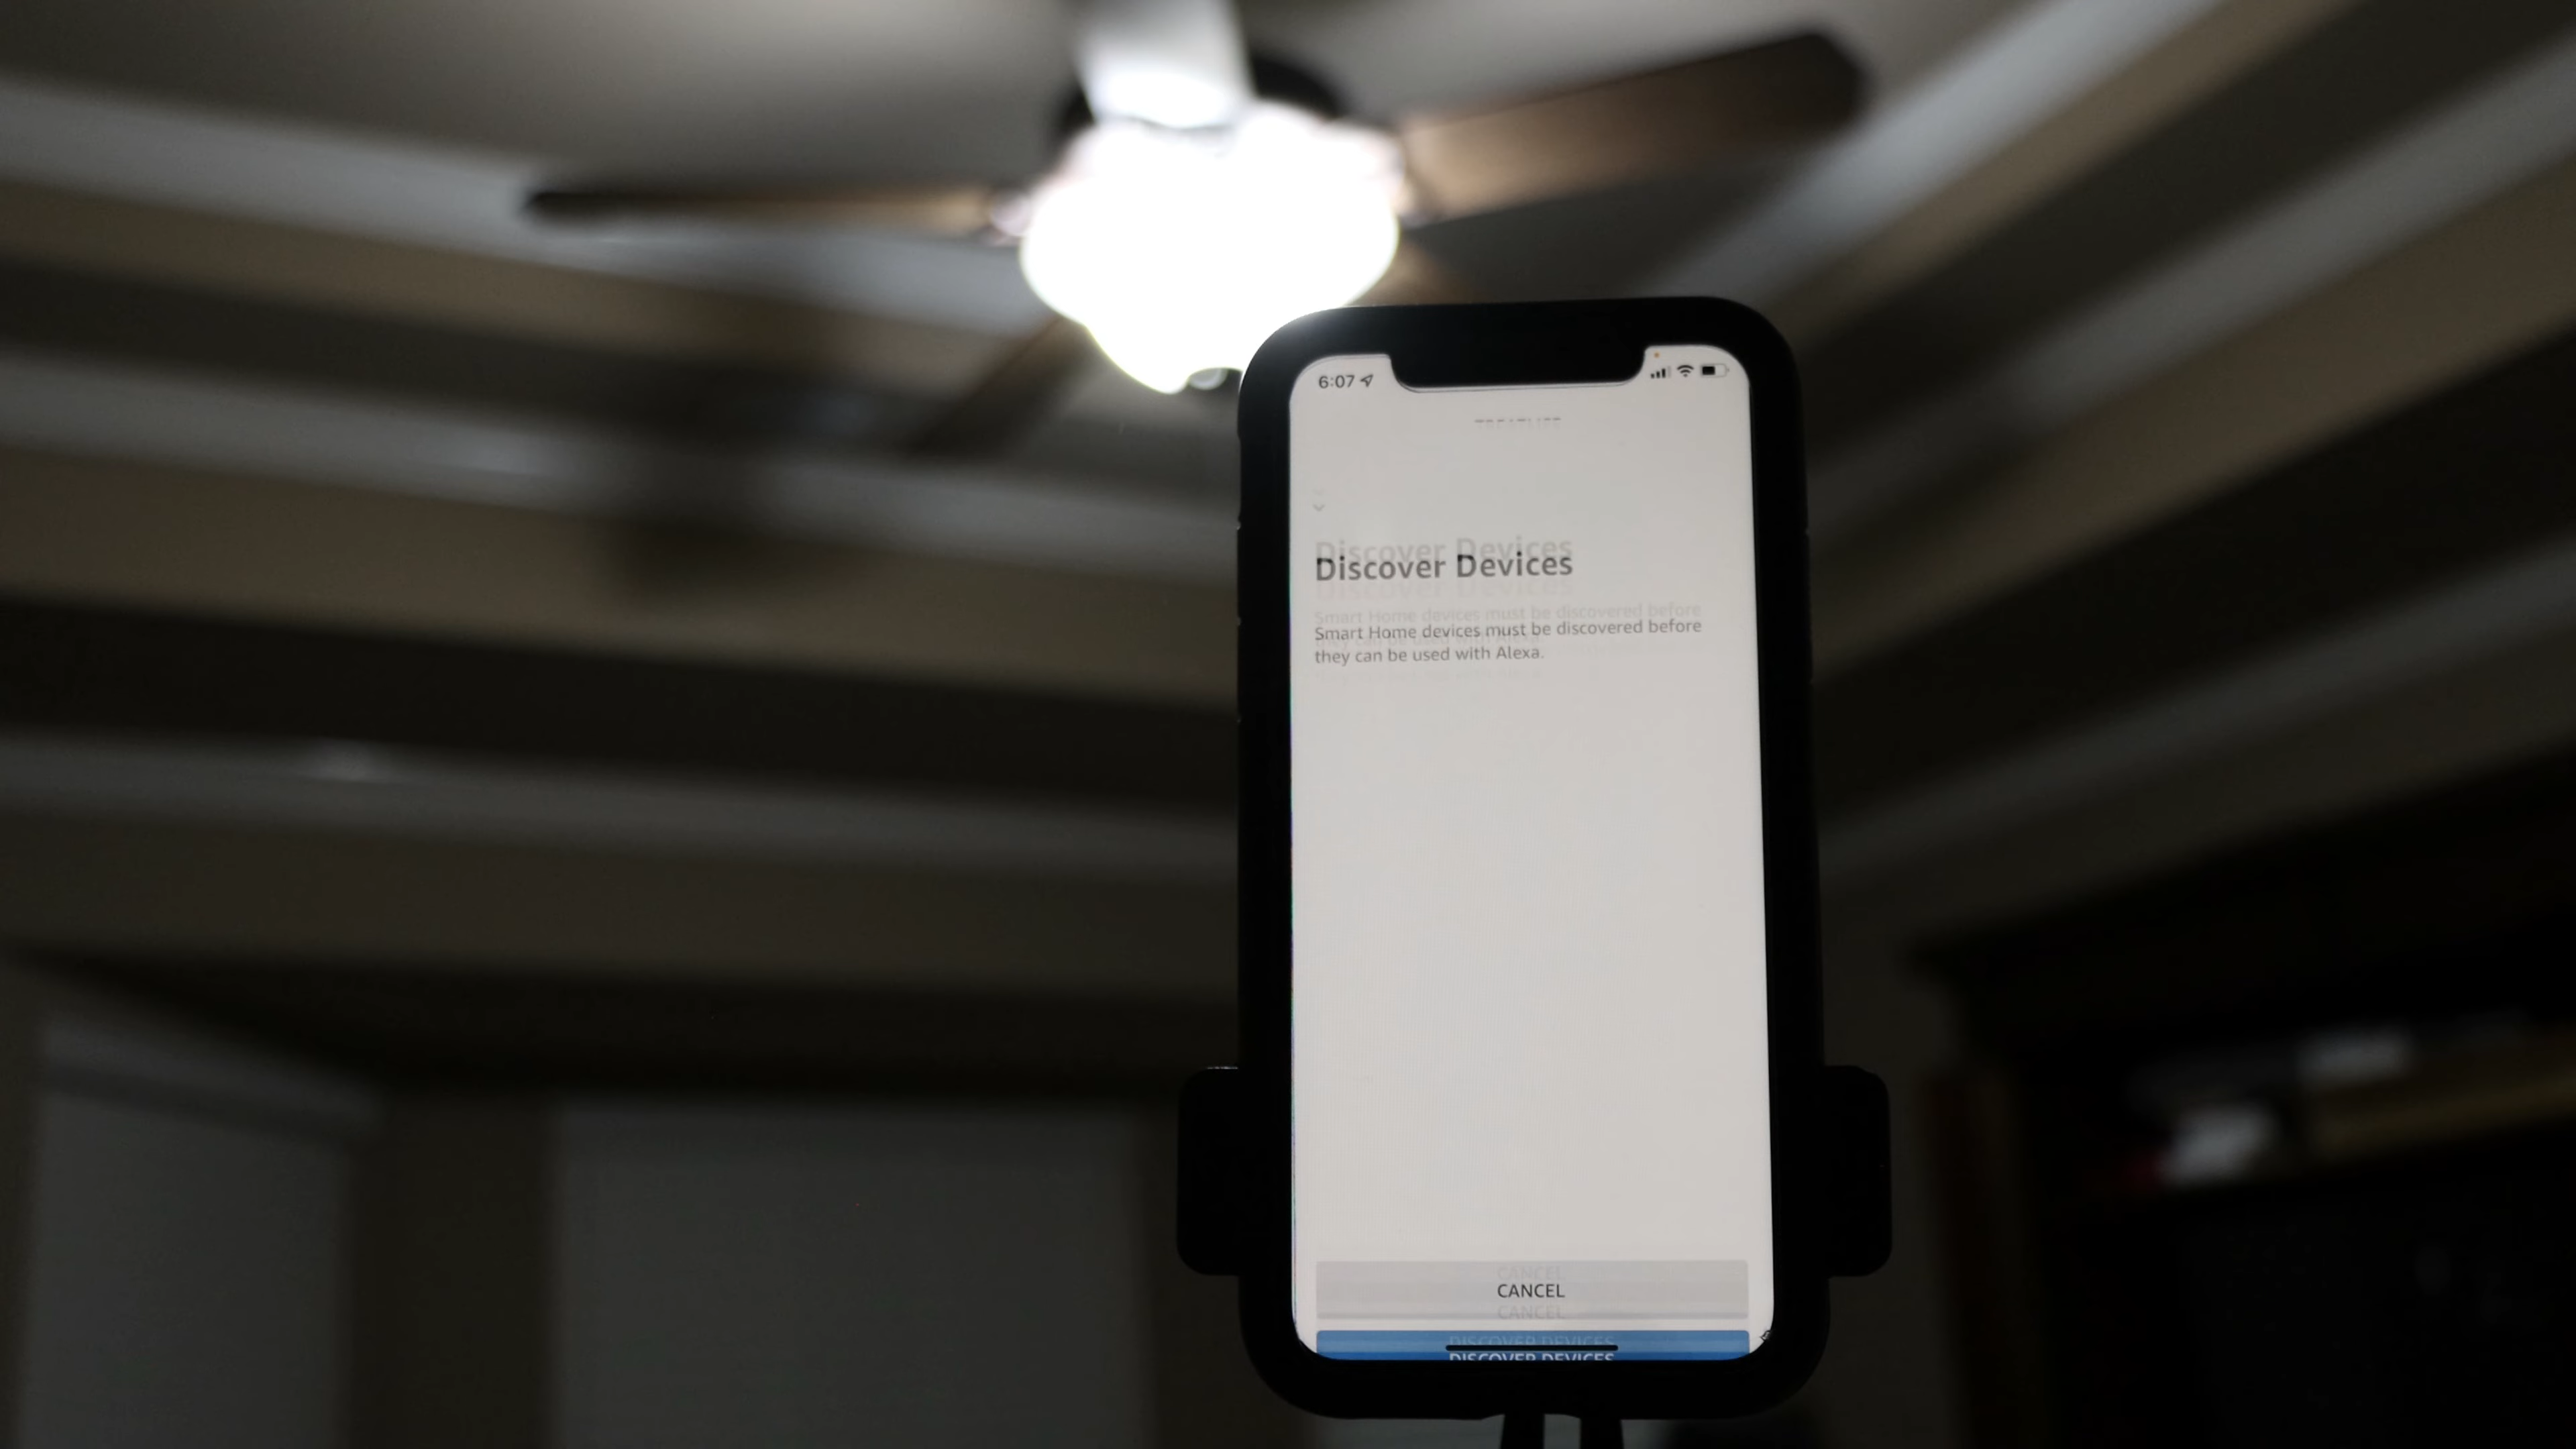 6:07
Discover Devices
Smart Home devices must be discovered before
they can be used with Alexa.
CANCEL
DISCOVER DEVICES